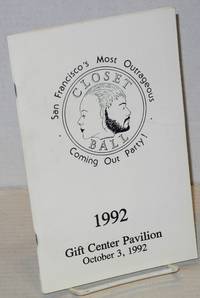 San Francisco's Most Outrageous
CLOSET
BALL
Coming Out Party!
1992
Gift Center Pavilion
October 3, 1992